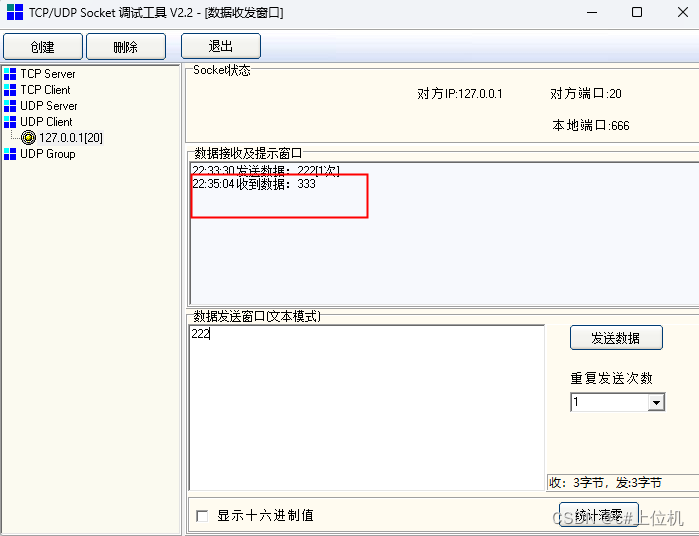 TCP/UDP Socket 调试工具 V2.2 - [数据收发窗口]
创建 删除 退出
TCP Server
TCP Client
UDP Server
UDP Client
127.0.0.1[20]
UDP Group
Socket状态
对方IP:127.0.0.1 对方端口:20
本地端口:666
数据接收及提示窗口
22:33:30 发送数据：222[1次]
22:35:04 收到数据：333
数据发送窗口(文本模式)
222
发送数据
重复发送次数
1
收：3字节，发:3字节
显示十六进制值
统计清零
CSDN @c#上位机